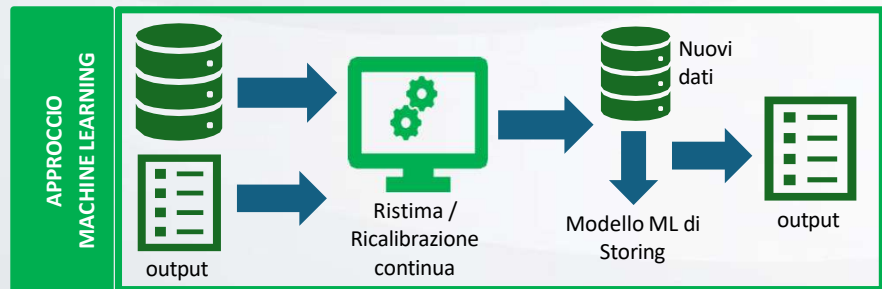 APPROCCIO
MACHINE LEARNING
output
Ristima /
Ricalibrazione
continua
Nuovi
dati
Modello ML di
Storing
output